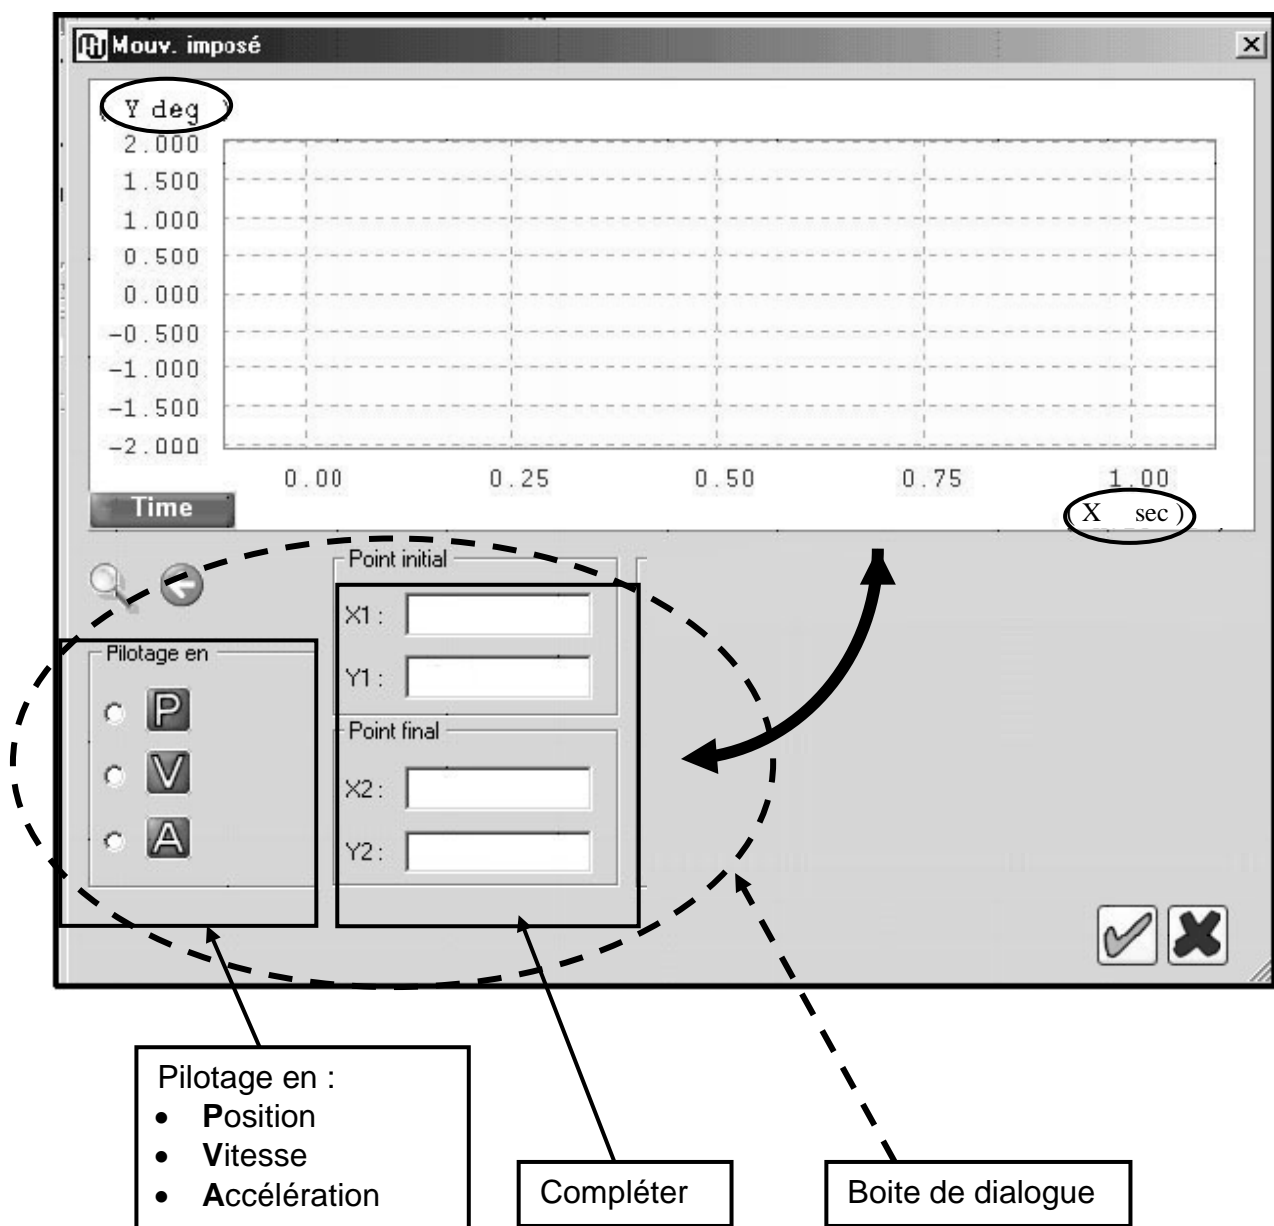 Mouv. imposé
( Y deg )
2.000
1.500
1.000
0.500
0.000
-0.500
-1.000
-1.500
-2.000
0.00 0.25 0.50 0.75 1.00
Time
( X sec )
Point initial
X1 :
Y1 :
Pilotage en
P
V
A
Point final
X2 :
Y2 :
Pilotage en :
• Position
• Vitesse
• Accélération
Compléter
Boite de dialogue